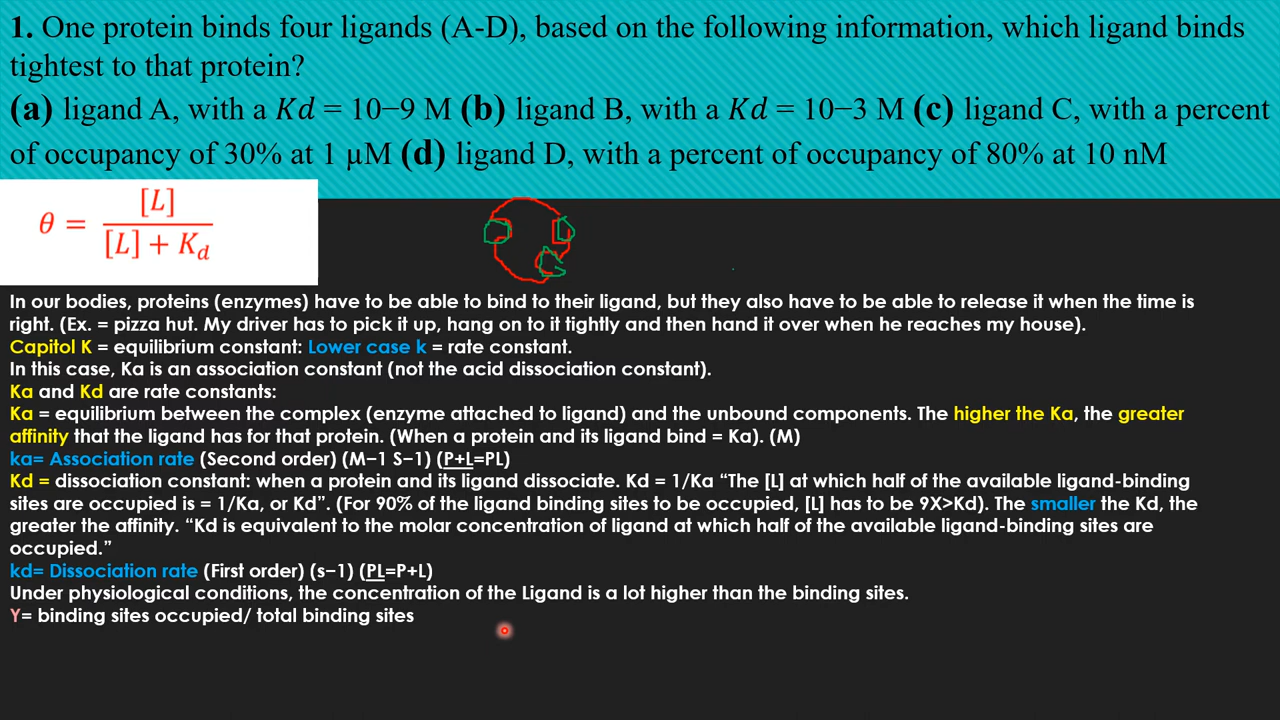 1. One protein binds four ligands (A-D), based on the following information, which ligand binds
tightest to that protein?
(a) ligand A, with a Kd = 10−9 M (b) ligand B, with a Kd = 10−3 M (c) ligand C, with a percent
of occupancy of 30% at 1 µM (d) ligand D, with a percent of occupancy of 80% at 10 nM
θ = [L] / [L] + Kd
In our bodies, proteins (enzymes) have to be able to bind to their ligand, but they also have to be able to release it when the time is
right. (Ex. = pizza hut. My driver has to pick it up, hang on to it tightly and then hand it over when he reaches my house).
Capitol K = equilibrium constant: Lower case k = rate constant.
In this case, Ka is an association constant (not the acid dissociation constant).
Ka and Kd are rate constants:
Ka = equilibrium between the complex (enzyme attached to ligand) and the unbound components. The higher the Ka, the greater
affinity that the ligand has for that protein. (When a protein and its ligand bind = Ka). (M)
ka= Association rate (Second order) (M−1 S−1) (P+L=PL)
Kd = dissociation constant: when a protein and its ligand dissociate. Kd = 1/Ka “The [L] at which half of the available ligand-binding
sites are occupied is = 1/Ka, or Kd”. (For 90% of the ligand binding sites to be occupied, [L] has to be 9X>Kd). The smaller the Kd, the
greater the affinity. “Kd is equivalent to the molar concentration of ligand at which half of the available ligand-binding sites are
occupied.”
kd= Dissociation rate (First order) (s−1) (PL=P+L)
Under physiological conditions, the concentration of the Ligand is a lot higher than the binding sites.
Y= binding sites occupied/ total binding sites